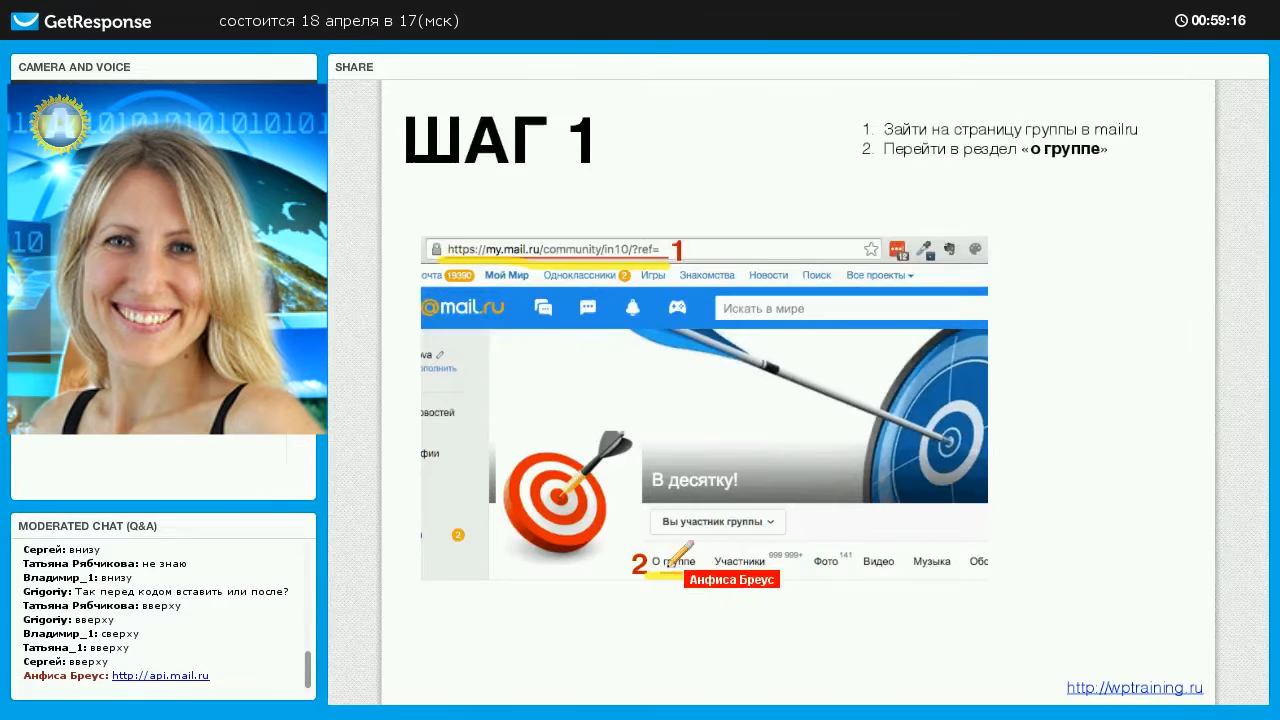 GetResponse
состоится 18 апреля в 17(мск)
00:59:16
CAMERA AND VOICE
SHARE
ШАГ 1
1. Зайти на страницу группы в mailru
2. Перейти в рездел «о группе»
https://my.mail.ru/community/in10/?ref=
1
12
очта 19390 Мой Мир Одноклассники 2 Игры Знакомства Новости Поиск Все проекты
@mail.ru
Искать в мире
ova
ополнить
овостей
фии
2
В десятку!
Вы участник группы
2 О группе Участники 999 999+ Фото 141 Видео Музыка Обс
Анфиса Бреус
http://wptraining.ru
MODERATED CHAT (Q&A)
Сергей: внизу
Татьяна Рябчикова: не знаю
Владимир_1: внизу
Grigoriy: Так перед кодом вставить или после?
Татьяна Рябчикова: вверху
Grigoriy: вверху
Владимир_1: сверху
Татьяна_1: вверху
Сергей: вверху
Анфиса Бреус: http://api.mail.ru